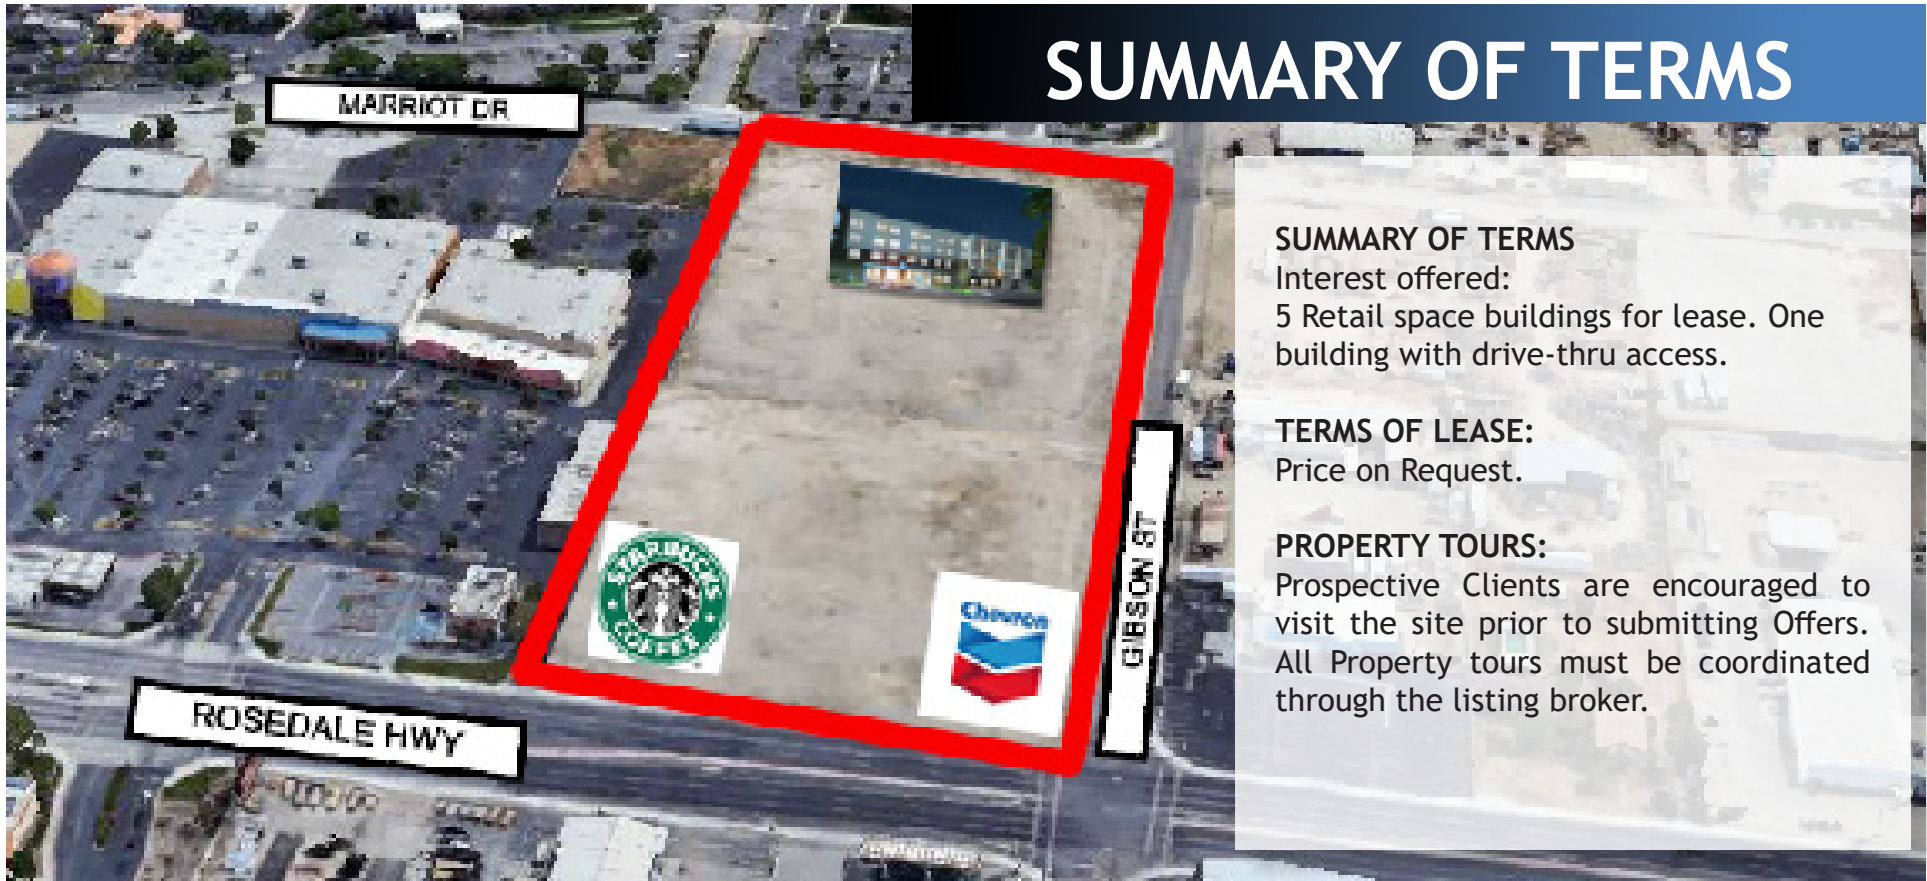 SUMMARY OF TERMS
MARRIOT DR
SUMMARY OF TERMS
Interest offered:
5 Retail space buildings for lease. One
building with drive-thru access.
TERMS OF LEASE:
Price on Request.
PROPERTY TOURS:
Prospective Clients are encouraged to
visit the site prior to submitting Offers.
All Property tours must be coordinated
through the listing broker.
GIBSON ST
STARBUCKS
COFFEE
Chevron
ROSEDALE HWY